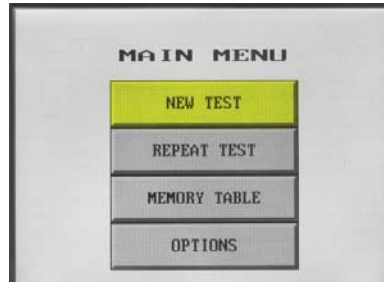 MAIN MENU
NEW TEST
REPEAT TEST
MEMORY TABLE
OPTIONS